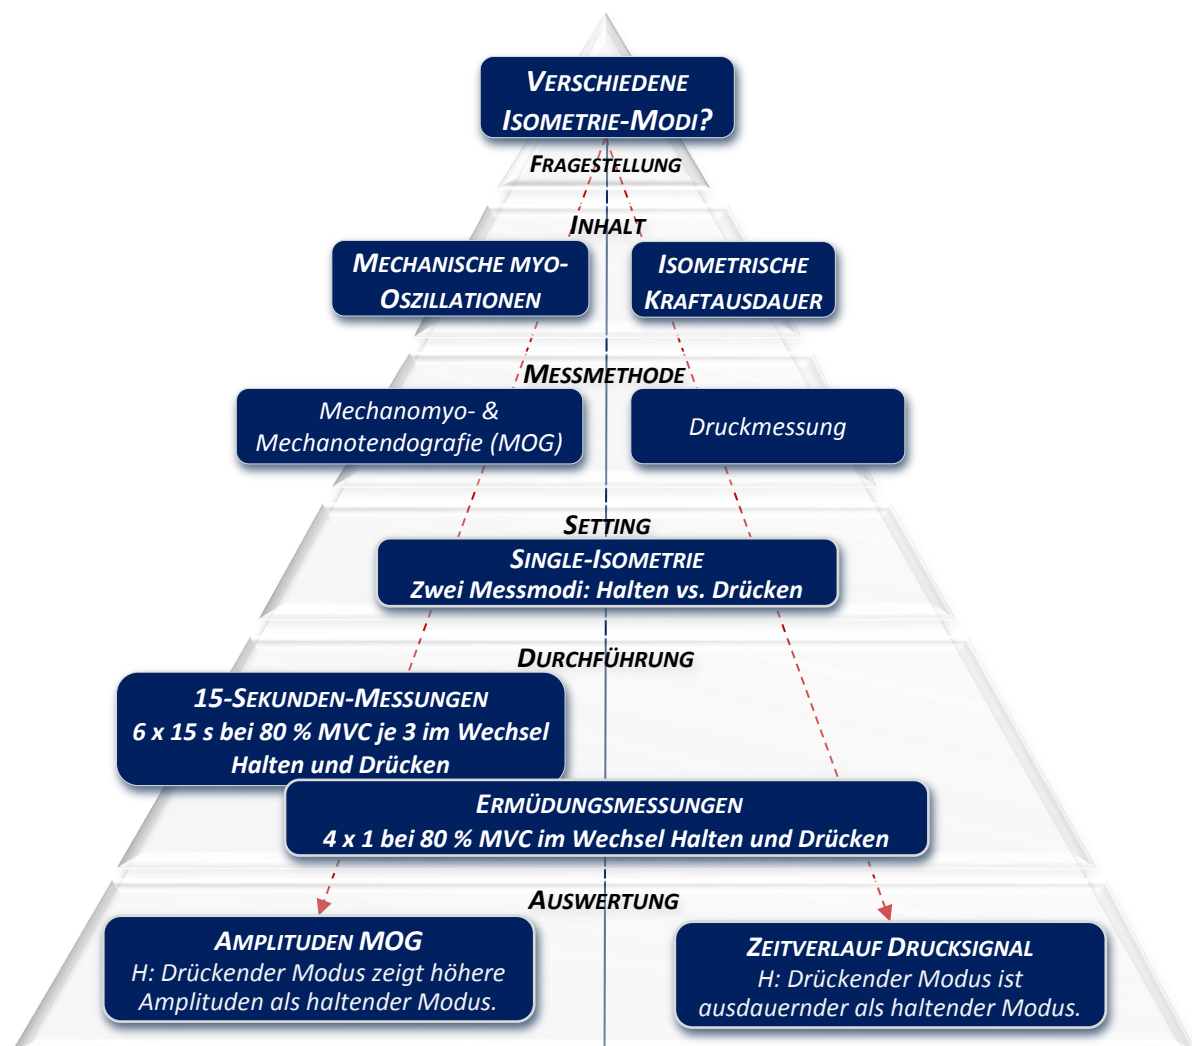 VERSCHIEDENE
ISOMETRIE-MODI?
FRAGESTELLUNG
INHALT
MECHANISCHE MYO-
OSZILLATIONEN
ISOMETRISCHE
KRAFTAUSDAUER
MESSMETHODE
Mechanomyo- &
Mechanotendografie (MOG)
Druckmessung
SETTING
SINGLE-ISOMETRIE
Zwei Messmodi: Halten vs. Drücken
DURCHFÜHRUNG
15-SEKUNDEN-MESSUNGEN
6 x 15 s bei 80 % MVC je 3 im Wechsel
Halten und Drücken
ERMÜDUNGSMESSUNGEN
4 x 1 bei 80 % MVC im Wechsel Halten und Drücken
AUSWERTUNG
AMPLITUDEN MOG
H: Drückender Modus zeigt höhere
Amplituden als haltender Modus.
ZEITVERLAUF DRUCKSIGNAL
H: Drückender Modus ist
ausdauernder als haltender Modus.